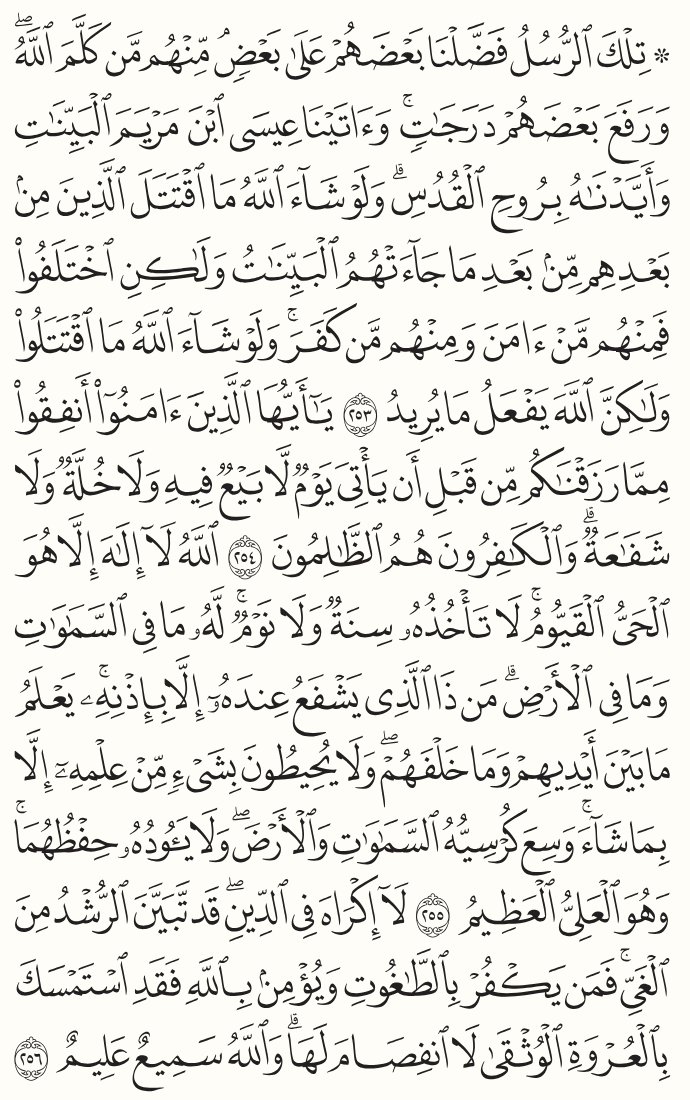 ۞ تِلْكَ ٱلرُّسُلُ فَضَّلْنَا بَعْضَهُمْ عَلَىٰ بَعْضٍۢ ۘ مِّنْهُم مَّن كَلَّمَ ٱللَّهُ ۖ
وَرَفَعَ بَعْضَهُمْ دَرَجَـٰتٍۢ ۚ وَءَاتَيْنَا عِيسَى ٱبْنَ مَرْيَمَ ٱلْبَيِّنَـٰتِ
وَأَيَّدْنَـٰهُ بِرُوحِ ٱلْقُدُسِ ۗ وَلَوْ شَآءَ ٱللَّهُ مَا ٱقْتَتَلَ ٱلَّذِينَ مِنۢ
بَعْدِهِم مِّنۢ بَعْدِ مَا جَآءَتْهُمُ ٱلْبَيِّنَـٰتُ وَلَـٰكِنِ ٱخْتَلَفُوا۟
فَمِنْهُم مَّنْ ءَامَنَ وَمِنْهُم مَّن كَفَرَ ۚ وَلَوْ شَآءَ ٱللَّهُ مَا ٱقْتَتَلُوا۟
وَلَـٰكِنَّ ٱللَّهَ يَفْعَلُ مَا يُرِيدُ ٢٥٣ يَـٰٓأَيُّهَا ٱلَّذِينَ ءَامَنُوٓا۟ أَنفِقُوا۟
مِمَّا رَزَقْنَـٰكُم مِّن قَبْلِ أَن يَأْتِىَ يَوْمٌۭ لَّا بَيْعٌۭ فِيهِ وَلَا خُلَّةٌۭ وَلَا
شَفَـٰعَةٌۭ ۗ وَٱلْكَـٰفِرُونَ هُمُ ٱلظَّـٰلِمُونَ ٢٥٤ ٱللَّهُ لَآ إِلَـٰهَ إِلَّا هُوَ
ٱلْحَىُّ ٱلْقَيُّومُ ۚ لَا تَأْخُذُهُۥ سِنَةٌۭ وَلَا نَوْمٌۭ ۚ لَّهُۥ مَا فِى ٱلسَّمَـٰوَٰتِ
وَمَا فِى ٱلْأَرْضِ ۗ مَن ذَا ٱلَّذِى يَشْفَعُ عِندَهُۥٓ إِلَّا بِإِذْنِهِۦ ۚ يَعْلَمُ
مَا بَيْنَ أَيْدِيهِمْ وَمَا خَلْفَهُمْ ۖ وَلَا يُحِيطُونَ بِشَىْءٍۢ مِّنْ عِلْمِهِۦٓ إِلَّا
بِمَا شَآءَ ۚ وَسِعَ كُرْسِيُّهُ ٱلسَّمَـٰوَٰتِ وَٱلْأَرْضَ ۖ وَلَا يَـُٔودُهُۥ حِفْظُهُمَا ۚ
وَهُوَ ٱلْعَلِىُّ ٱلْعَظِيمُ ٢٥٥ لَآ إِكْرَاهَ فِى ٱلدِّينِ ۖ قَد تَّبَيَّنَ ٱلرُّشْدُ مِنَ
ٱلْغَىِّ ۚ فَمَن يَكْفُرْ بِٱلطَّـٰغُوتِ وَيُؤْمِنۢ بِٱللَّهِ فَقَدِ ٱسْتَمْسَكَ
بِٱلْعُرْوَةِ ٱلْوُثْقَىٰ لَا ٱنفِصَامَ لَهَا ۗ وَٱللَّهُ سَمِيعٌ عَلِيمٌ ٢٥٦